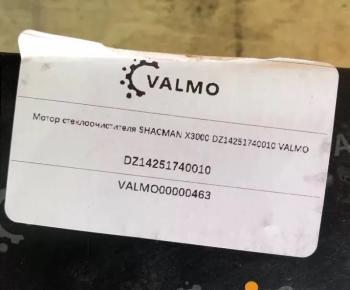 VALMO
Мотор стеклоочистителя SHACMAN X3000 DZ14251740010 VALMO
DZ14251740010
VALMO00000463